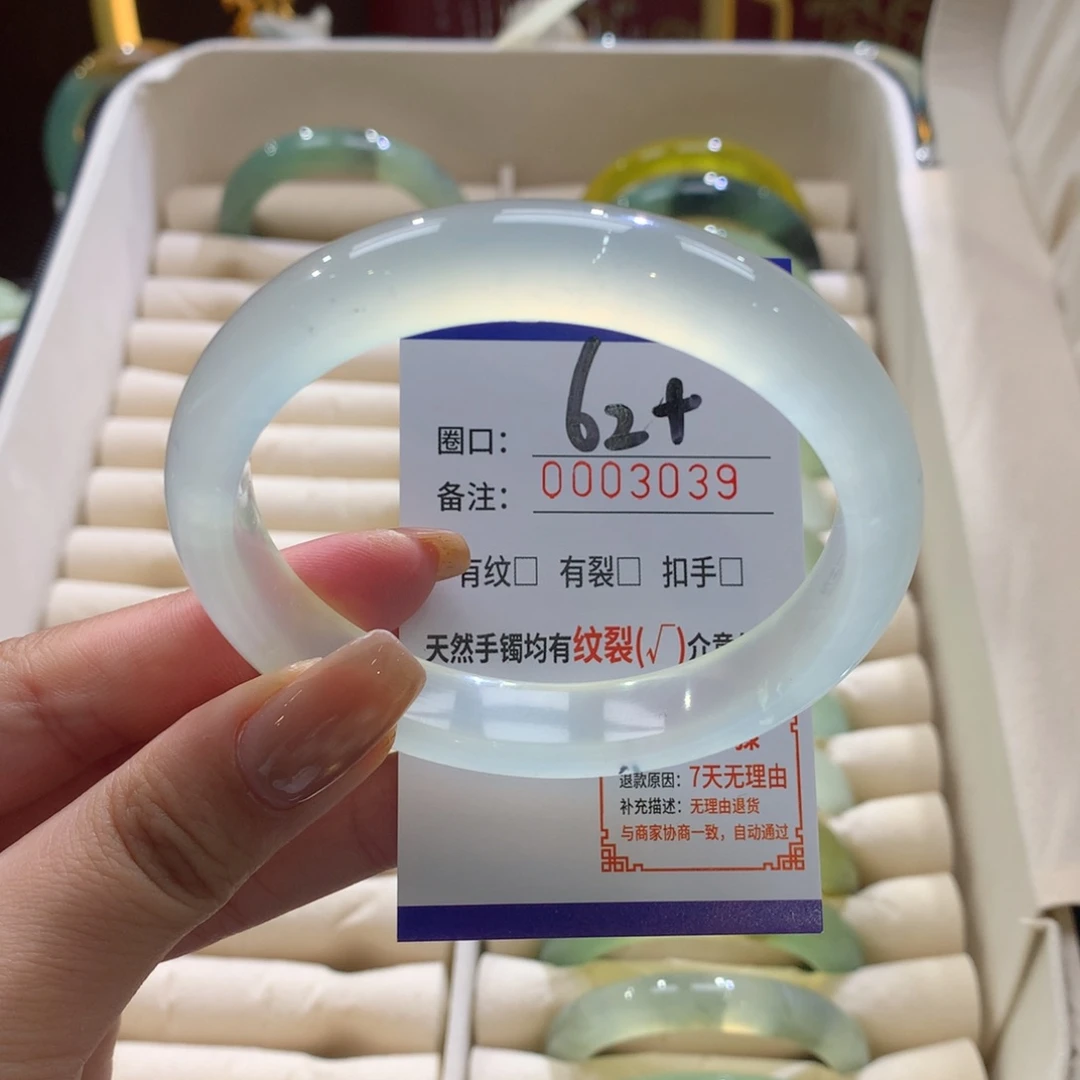 圈口： 62+
备注： 0003039
有纹□ 有裂□ 扣手□
天然手镯均有纹裂(√)介意
退款原因：7天无理由
补充描述：无理由退货
与商家协商一致，自动通过